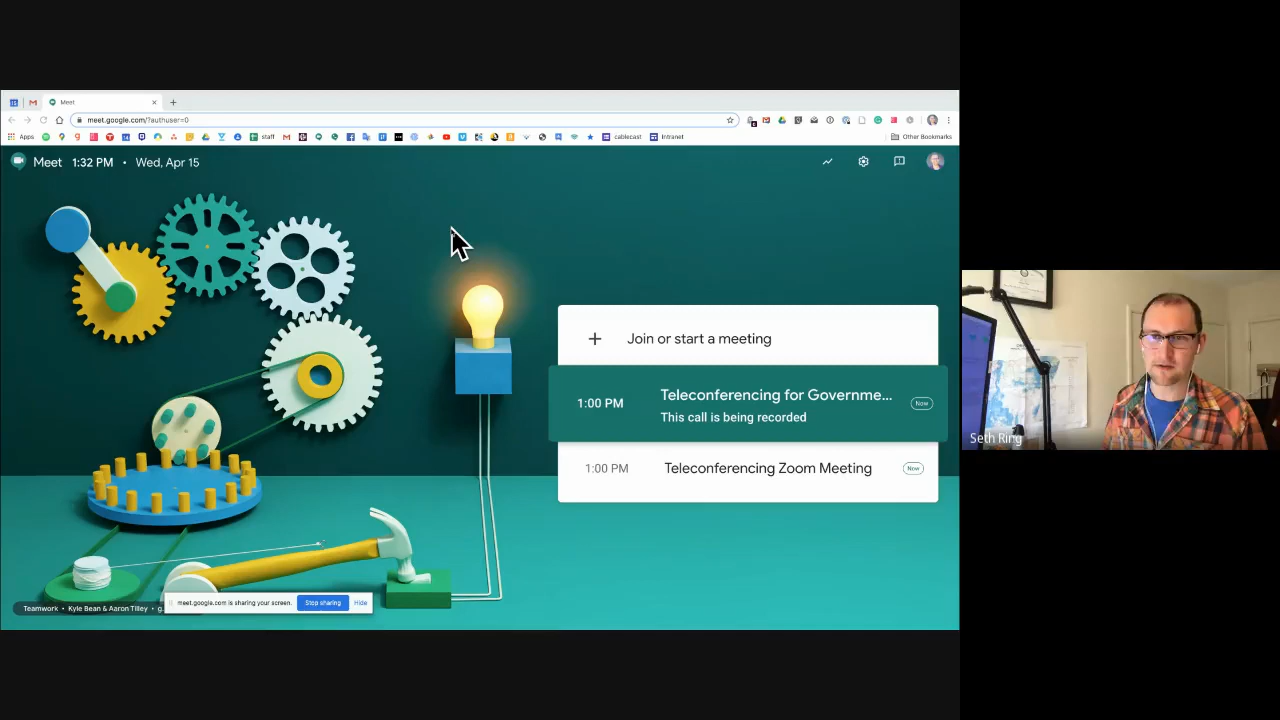 Meet
meet.google.com/?authuser=0
Apps
staff
cablecast
Intranet
Other Bookmarks
Meet 1:32 PM • Wed, Apr 15
Join or start a meeting
1:00 PM
Teleconferencing for Governme...
This call is being recorded
Now
1:00 PM
Teleconferencing Zoom Meeting
Now
Teamwork • Kyle Bean & Aaron Tilley • g
meet.google.com is sharing your screen.
Stop sharing
Hide
Seth Ring